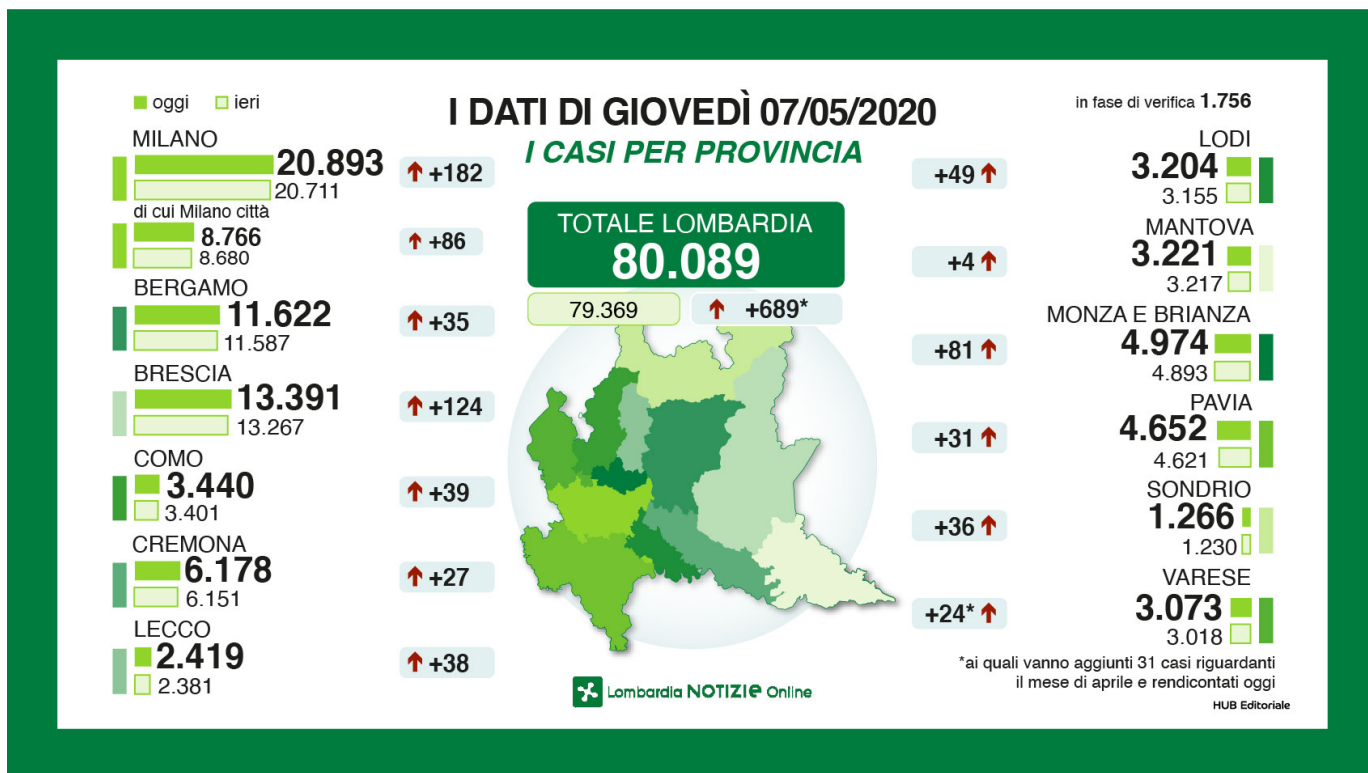 oggi ieri
I DATI DI GIOVEDÌ 07/05/2020
I CASI PER PROVINCIA
in fase di verifica 1.756
MILANO
20.893
20.711
+182
di cui Milano città
8.766
8.680
+86
BERGAMO
11.622
11.587
+35
BRESCIA
13.391
13.267
+124
COMO
3.440
3.401
+39
CREMONA
6.178
6.151
+27
LECCO
2.419
2.381
+38
TOTALE LOMBARDIA
80.089
79.369
+689*
LODI
3.204
3.155
+49
MANTOVA
3.221
3.217
+4
MONZA E BRIANZA
4.974
4.893
+81
PAVIA
4.652
4.621
+31
SONDRIO
1.266
1.230
+36
VARESE
3.073
3.018
+24*
*ai quali vanno aggiunti 31 casi riguardanti
il mese di aprile e rendicontati oggi
Lombardia NOTIZIE Online
HUB Editoriale